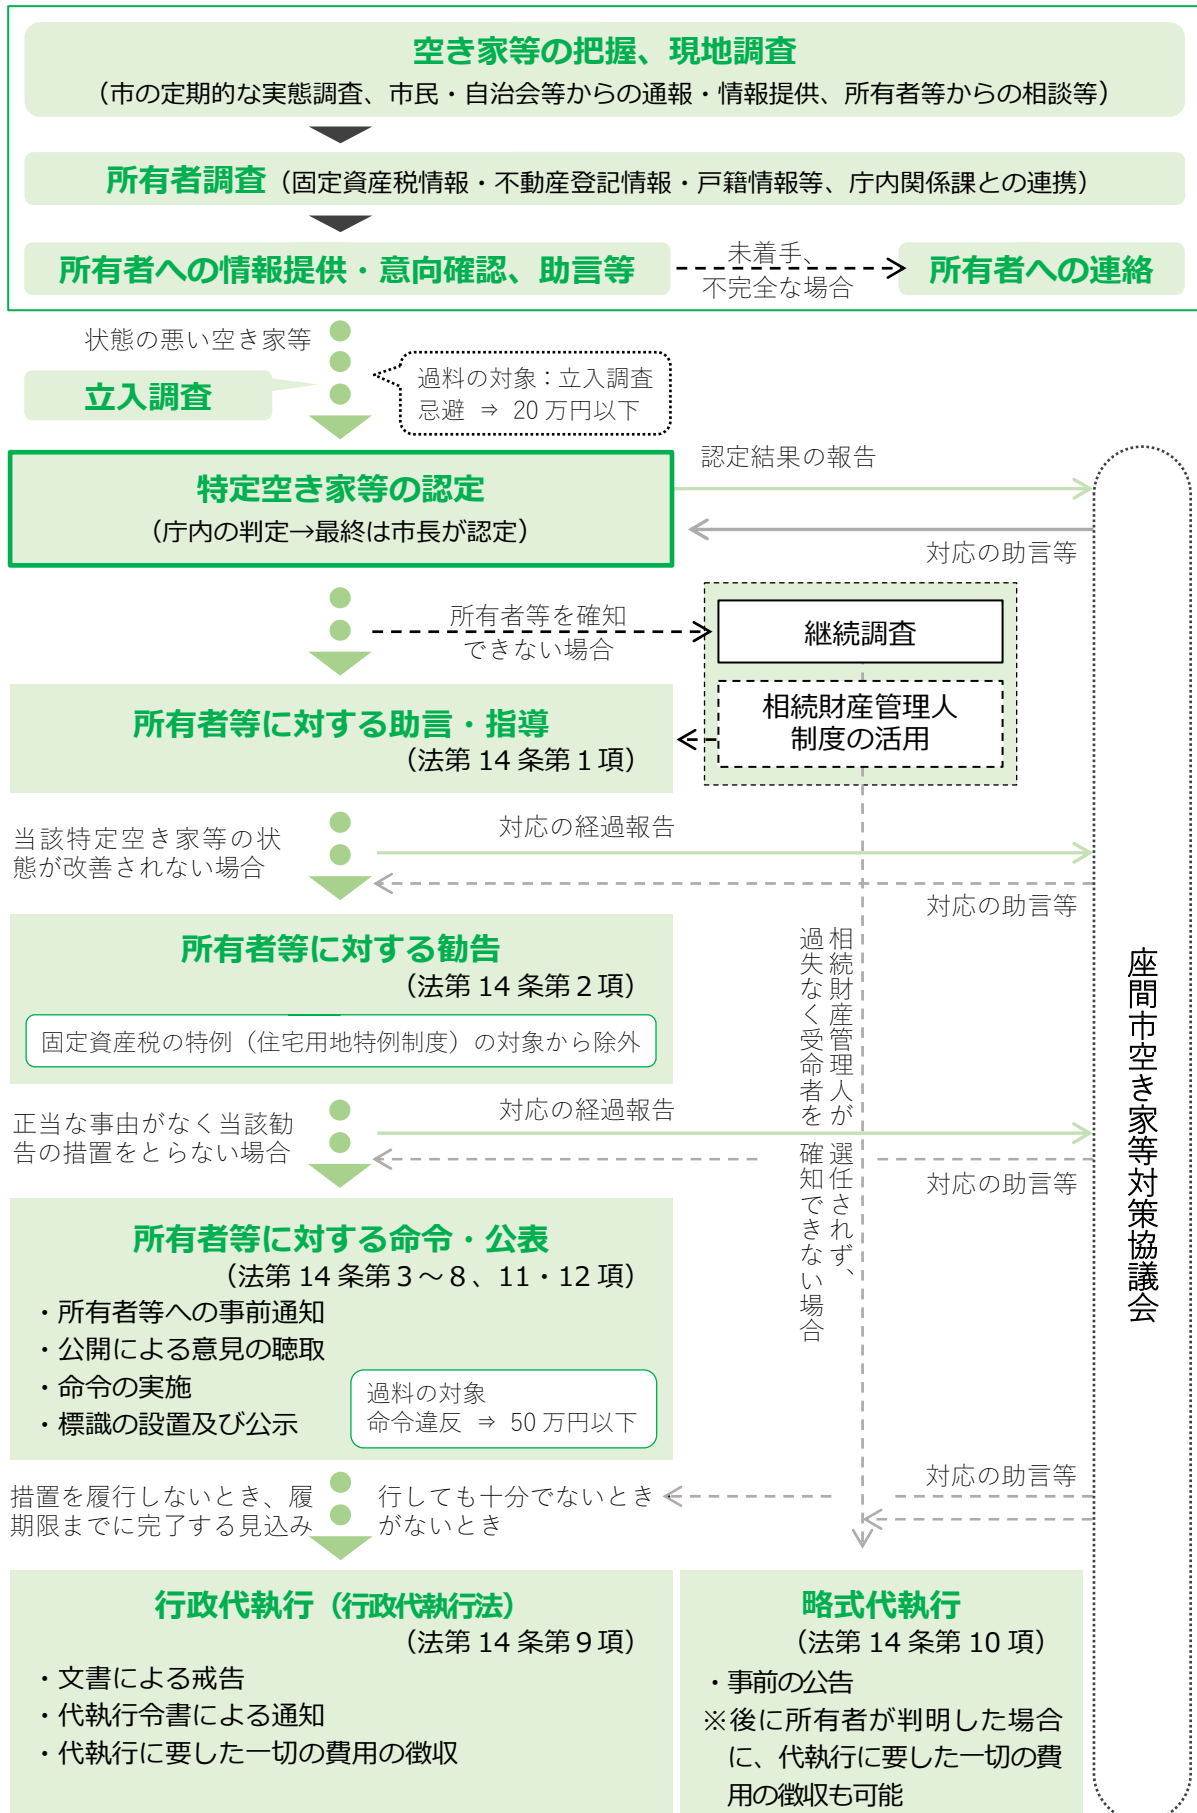 空き家等の把握、現地調査
（市の定期的な実態調査、市民・自治会等からの通報・情報提供、所有者等からの相談等）
所有者調査（固定資産税情報・不動産登記情報・戸籍情報等、庁内関係課との連携）
所有者への情報提供・意向確認、助言等
未着手、
不完全な場合
所有者への連絡
状態の悪い空き家等
立入調査
過料の対象：立入調査
忌避 ⇒ 20万円以下
特定空き家等の認定
（庁内の判定→最終は市長が認定）
認定結果の報告
対応の助言等
所有者等を確知
できない場合
継続調査
相続財産管理人
制度の活用
所有者等に対する助言・指導
（法第14条第1項）
当該特定空き家等の状
態が改善されない場合
対応の経過報告
対応の助言等
所有者等に対する勧告
（法第14条第2項）
固定資産税の特例（住宅用地特例制度）の対象から除外
正当な事由がなく当該勧
告の措置をとらない場合
対応の経過報告
対応の助言等
相続財産管理人が選任されず、
過失なく受命者を確知できない場合
座間市空き家等対策協議会
所有者等に対する命令・公表
（法第14条第3～8、11・12項）
・所有者等への事前通知
・公開による意見の聴取
・命令の実施
・標識の設置及び公示
過料の対象
命令違反 ⇒ 50万円以下
対応の助言等
措置を履行しないとき、履行しても十分でないとき・
期限までに完了する見込みがないとき
行政代執行（行政代執行法）
（法第14条第9項）
・文書による戒告
・代執行令書による通知
・代執行に要した一切の費用の徴収
略式代執行
（法第14条第10項）
・事前の公告
※後に所有者が判明した場合
に、代執行に要した一切の費
用の徴収も可能